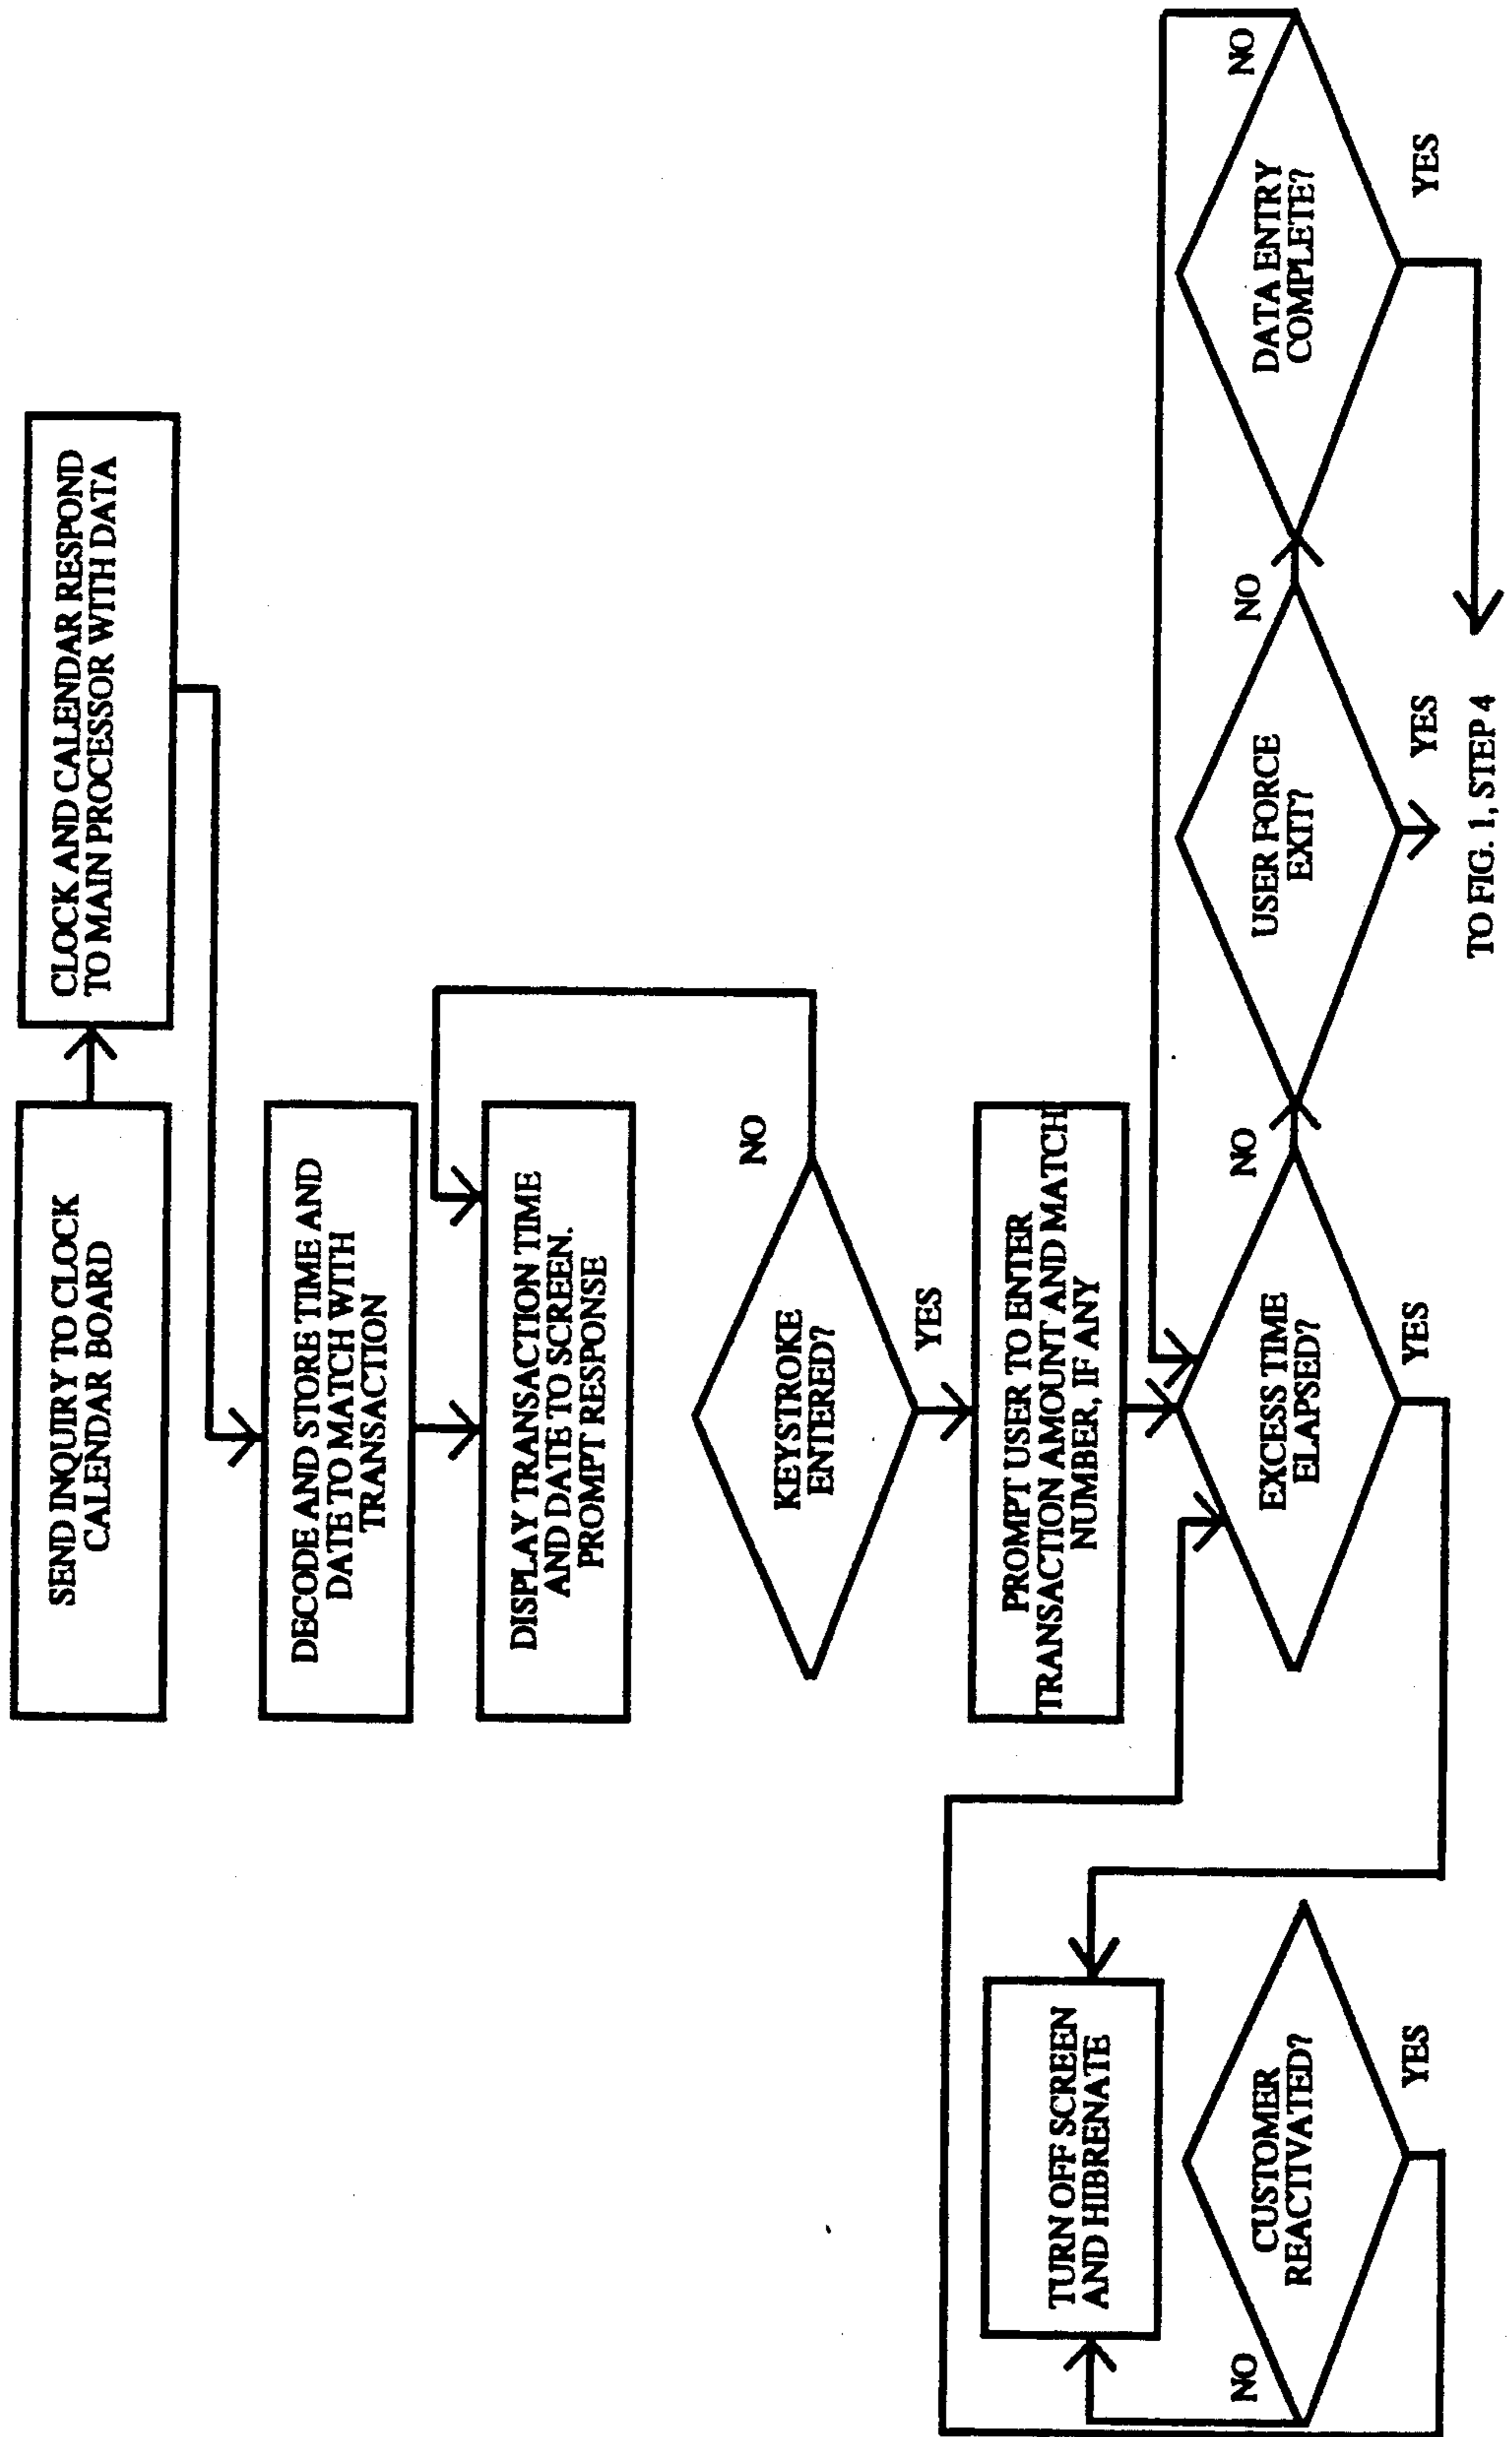 SEND INQUIRY TO CLOCK
CALENDAR BOARD
CLOCK AND CALENDAR RESPOND
TO MAIN PROCESSOR WITH DATA
DECODE AND STORE TIME AND
DATE TO MATCH WITH
TRANSACTION
DISPLAY TRANSACTION TIME
AND DATE TO SCREEN.
PROMPT RESPONSE
NO
KEYSTROKE
ENTERED?
YES
PROMPT USER TO ENTER
TRANSACTION AMOUNT AND MATCH
NUMBER, IF ANY
TURN OFF SCREEN
AND HIBRENATE
NO
CUSTOMER
REACTIVATED?
YES
EXCESS TIME
ELAPSED?
NO
YES
USER FORCE
EXIT?
NO
YES
DATA ENTRY
COMPLETE?
NO
YES
TO FIG. 1, STEP 4